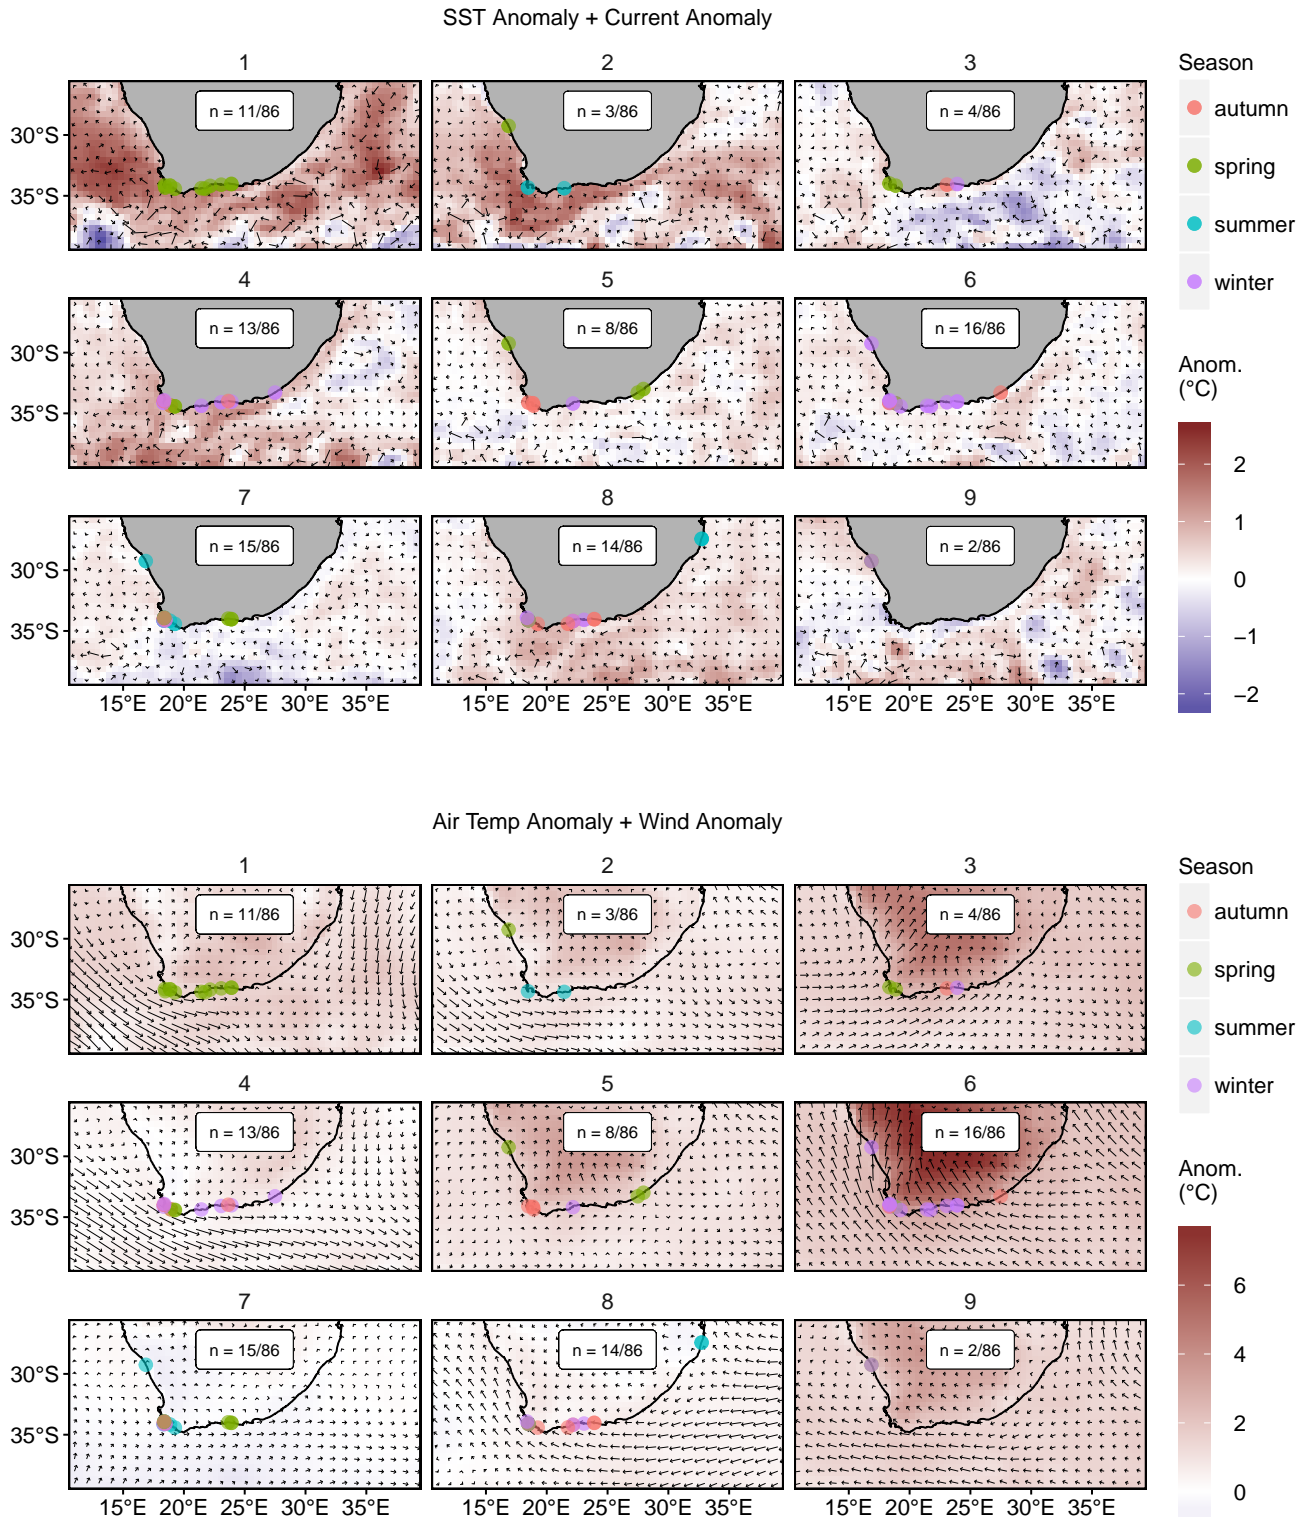 SST Anomaly + Current Anomaly
1 2 3
n = 11/86 n = 3/86 n = 4/86
30°S
35°S
4 5 6
n = 13/86 n = 8/86 n = 16/86
30°S
35°S
7 8 9
n = 15/86 n = 14/86 n = 2/86
30°S
35°S
15°E 20°E 25°E 30°E 35°E 15°E 20°E 25°E 30°E 35°E 15°E 20°E 25°E 30°E 35°E
Season
autumn
spring
summer
winter
Anom.
(°C)
2
1
0
−1
−2
Air Temp Anomaly + Wind Anomaly
1 2 3
n = 11/86 n = 3/86 n = 4/86
30°S
35°S
4 5 6
n = 13/86 n = 8/86 n = 16/86
30°S
35°S
7 8 9
n = 15/86 n = 14/86 n = 2/86
30°S
35°S
15°E 20°E 25°E 30°E 35°E 15°E 20°E 25°E 30°E 35°E 15°E 20°E 25°E 30°E 35°E
Season
autumn
spring
summer
winter
Anom.
(°C)
6
4
2
0